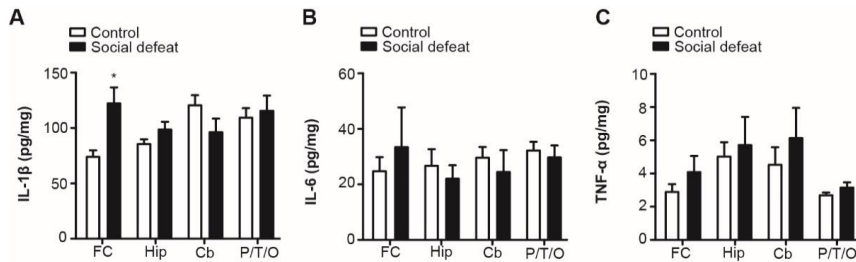 A
Control
Social defeat
IL-1β (pg/mg)
150
100
50
0
*
FC Hip Cb P/T/O
B
Control
Social defeat
IL-6 (pg/mg)
60
40
20
0
FC Hip Cb P/T/O
C
Control
Social defeat
TNF-α (pg/mg)
10
8
6
4
2
0
FC Hip Cb P/T/O